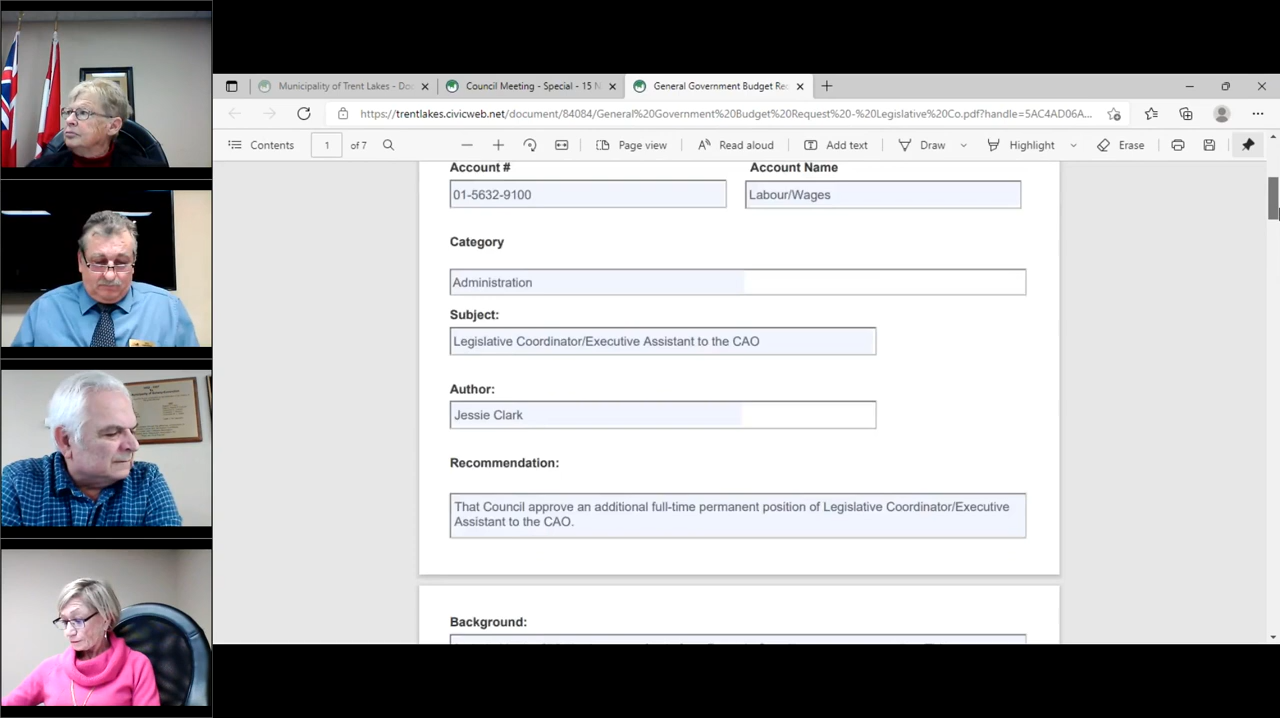 Municipality of Trent Lakes - Do
Council Meeting - Special - 15 N
General Government Budget Re
https://trentlakes.civicweb.net/document/84084/General%20Government%20Budget%20Request%20-%20Legislative%20Co.pdf?handle=5AC4AD06A...
Contents
1 of 7
Page view
Read aloud
Add text
Draw
Highlight
Erase
Account # Account Name
01-5632-9100 Labour/Wages
Category
Administration
Subject:
Legislative Coordinator/Executive Assistant to the CAO
Author:
Jessie Clark
Recommendation:
That Council approve an additional full-time permanent position of Legislative Coordinator/Executive
Assistant to the CAO.
Background: